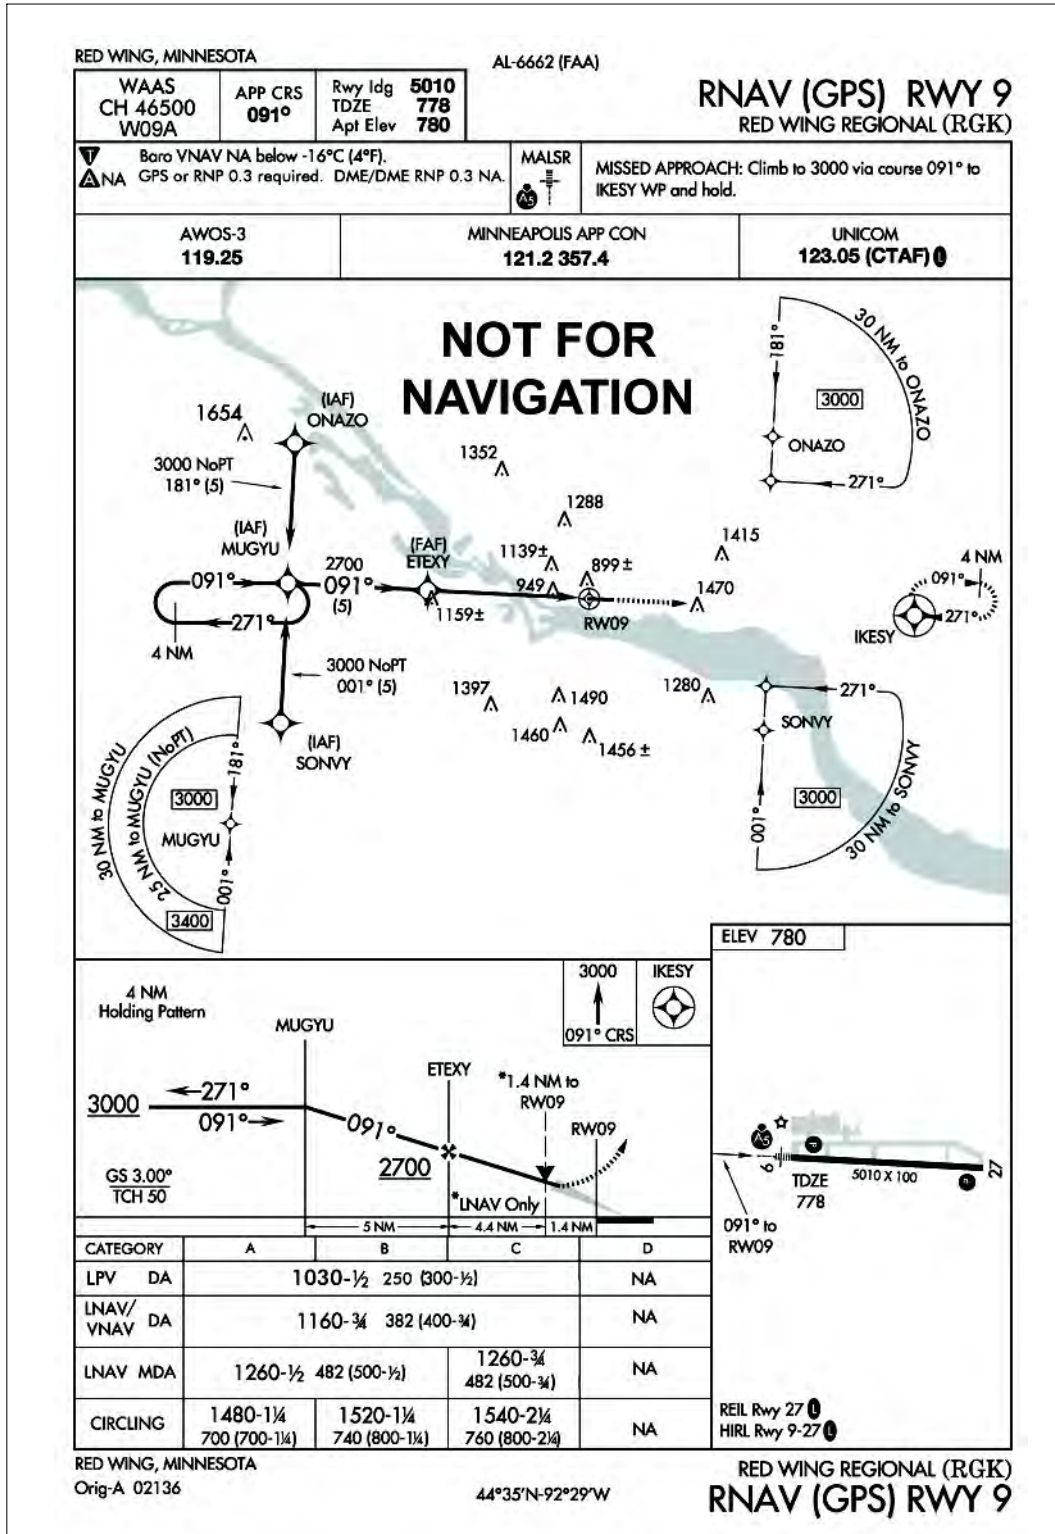 RED WING, MINNESOTA
AL-6662 (FAA)
WAAS
CH 46500
W09A
APP CRS
091°
Rwy ldg 5010
TDZE 778
Apt Elev 780
RNAV (GPS) RWY 9
RED WING REGIONAL (RGK)
T
A NA
Baro VNAV NA below -16°C (4°F).
GPS or RNP 0.3 required. DME/DME RNP 0.3 NA.
MALSR
A5
MISSED APPROACH: Climb to 3000 via course 091° to
IKESY WP and hold.
AWOS-3
119.25
MINNEAPOLIS APP CON
121.2 357.4
UNICOM
123.05 (CTAF) L
NOT FOR
NAVIGATION
30 NM to ONAZO
181°
3000
ONAZO
271°
1654
(IAF)
ONAZO
3000 NoPT
181° (5)
1352
1288
(IAF)
MUGYU
2700
091°
(5)
(FAF)
ETEXY
1139±
899±
949
1415
1470
4 NM
091°
271°
IKESY
091°
271°
4 NM
1159±
RW09
3000 NoPT
001° (5)
1397
1490
1460
1456±
1280
(IAF)
SONVY
271°
SONVY
001°
3000
30 NM to SONVY
30 NM to MUGYU
25 NM to MUGYU (NoPT)
181°
3000
MUGYU
001°
3400
ELEV 780
4 NM
Holding Pattern
MUGYU
3000
091° CRS
IKESY
ETEXY
*1.4 NM to
RW09
RW09
3000
271°
091°
091°
2700
GS 3.00°
TCH 50
*LNAV Only
5 NM
4.4 NM
1.4 NM
A5
P
9
TDZE
778
5010 X 100
P
27
091° to
RW09
CATEGORY A B C D
LPV DA 1030-½ 250 (300-½) NA
LNAV/
VNAV DA 1160-¾ 382 (400-¾) NA
LNAV MDA 1260-½ 482 (500-½) 1260-¾
482 (500-¾) NA
CIRCLING 1480-1¼ 1520-1¼ 1540-2¼ NA
700 (700-1¼) 740 (800-1¼) 760 (800-2¼)
REIL Rwy 27 L
HIRL Rwy 9-27 L
RED WING, MINNESOTA
Orig-A 02136
44°35'N-92°29'W
RED WING REGIONAL (RGK)
RNAV (GPS) RWY 9